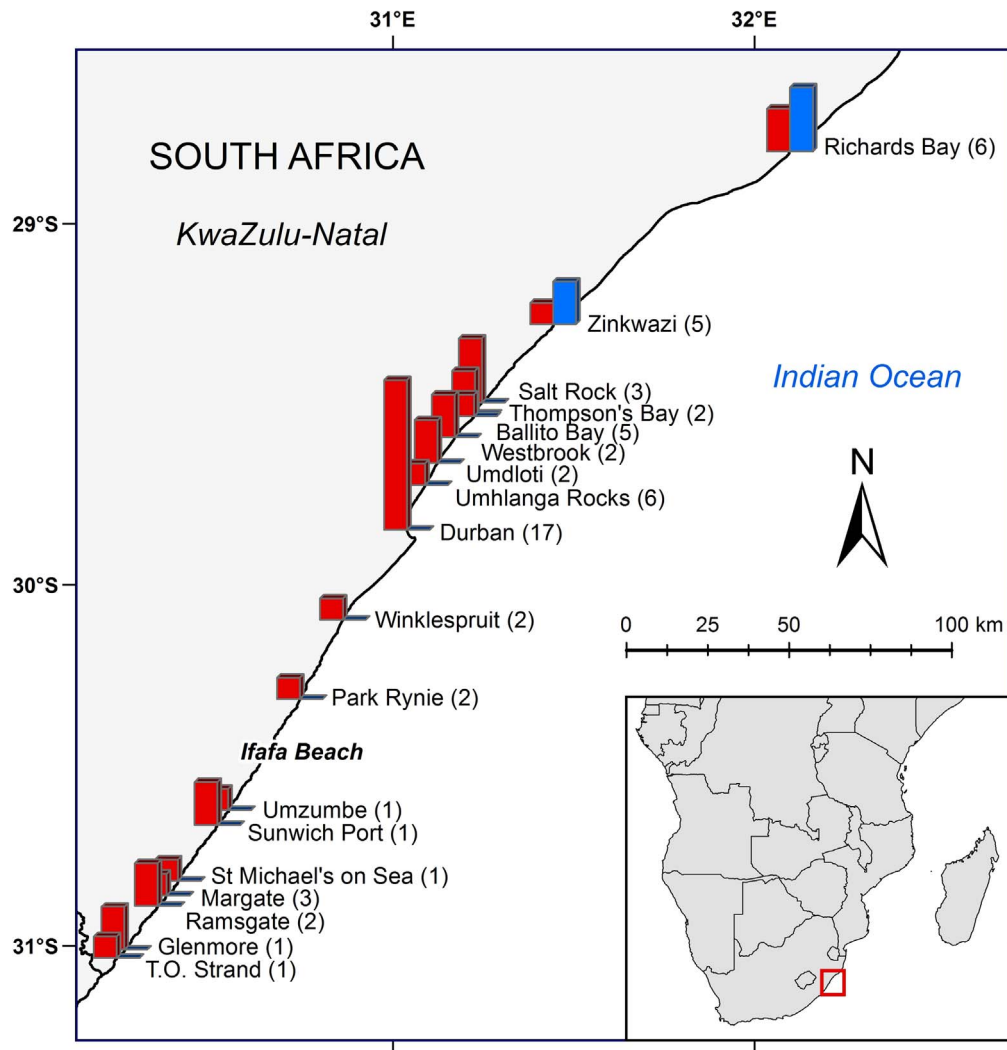 31°E 32°E
SOUTH AFRICA
Richards Bay (6)
29°S
KwaZulu-Natal
Zinkwazi (5)
Indian Ocean
Salt Rock (3)
Thompson's Bay (2)
Ballito Bay (5)
Westbrook (2)
Umdloti (2)
N
Umhlanga Rocks (6)
Durban (17)
30°S
Winklespruit (2)
0 25 50 100 km
Park Rynie (2)
Ifafa Beach
Umzumbe (1)
Sunwich Port (1)
St Michael's on Sea (1)
Margate (3)
Ramsgate (2)
31°S
Glenmore (1)
T.O. Strand (1)